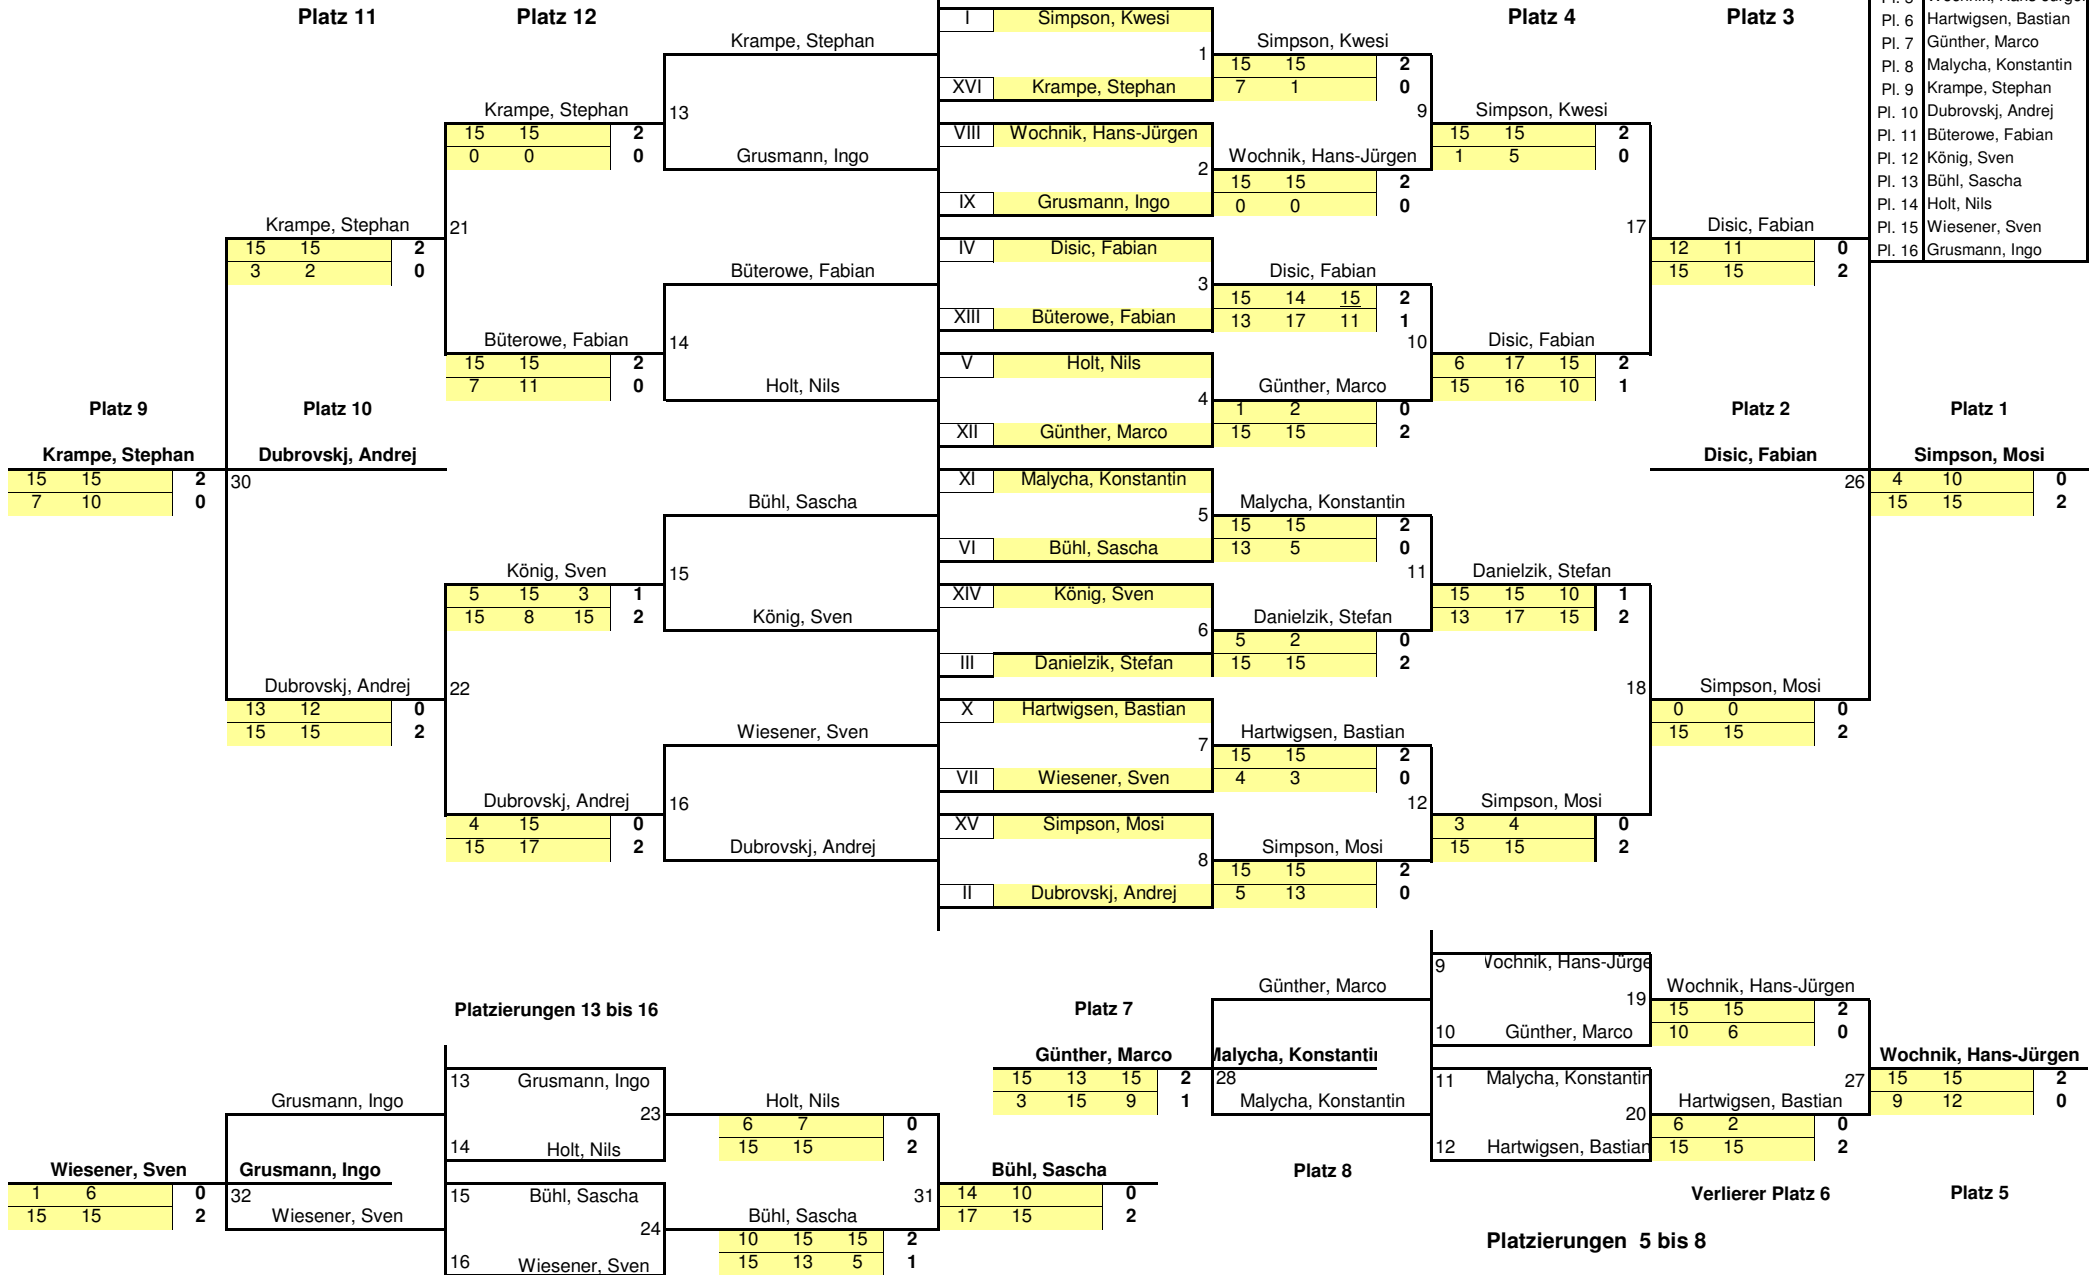 Platz 11 Platz 12 I Simpson, Kwesi Platz 4 Platz 3
Pl. 6 Hartwigsen, Bastian
Krampe, Stephan 1 Simpson, Kwesi Pl. 7 Günther, Marco
15 15 2 Pl. 8 Malycha, Konstantin
XVI Krampe, Stephan 7 1 0 Pl. 9 Krampe, Stephan
Krampe, Stephan 13 9 Simpson, Kwesi Pl. 10 Dubrovskj, Andrej
15 15 2 VIII Wochnik, Hans-Jürgen 15 15 2 Pl. 11 Büterowe, Fabian
0 0 0 Grusmann, Ingo 2 Wochnik, Hans-Jürgen 1 5 0 Pl. 12 König, Sven
15 15 2 Pl. 13 Bühl, Sascha
IX Grusmann, Ingo 0 0 0 Pl. 14 Holt, Nils
Krampe, Stephan 21 17 Disic, Fabian Pl. 15 Wiesener, Sven
15 15 2 IV Disic, Fabian 12 11 0 Pl. 16 Grusmann, Ingo
3 2 0 Büterowe, Fabian 3 Disic, Fabian 15 15 2
15 14 15 2
XIII Büterowe, Fabian 13 17 11 1
Büterowe, Fabian 14 10 Disic, Fabian
15 15 2 V Holt, Nils 6 17 15 2
7 11 0 Holt, Nils 4 Günther, Marco 15 16 10 1
Platz 9 Platz 10 1 2 0 Platz 2 Platz 1
XII Günther, Marco 15 15 2
Krampe, Stephan Dubrovskj, Andrej Disic, Fabian Simpson, Mosi
15 15 2 30 XI Malycha, Konstantin 26 4 10 0
7 10 0 Bühl, Sascha 5 Malycha, Konstantin 15 15 2
15 15 2
VI Bühl, Sascha 13 5 0
König, Sven 15 11 Danielzik, Stefan
5 15 3 1 XIV König, Sven 15 15 10 1
15 8 15 2 König, Sven 6 Danielzik, Stefan 13 17 15 2
5 2 0
III Danielzik, Stefan 15 15 2
Dubrovskj, Andrej 22 18 Simpson, Mosi
13 12 0 X Hartwigsen, Bastian 0 0 0
15 15 2 Wiesener, Sven 7 Hartwigsen, Bastian 15 15 2
15 15 2
VII Wiesener, Sven 4 3 0
Dubrovskj, Andrej 16 12 Simpson, Mosi
4 15 0 XV Simpson, Mosi 3 4 0
15 17 2 Dubrovskj, Andrej 8 Simpson, Mosi 15 15 2
15 15 2
II Dubrovskj, Andrej 5 13 0
9 Hans-Jürge
Günther, Marco 19 Wochnik, Hans-Jürgen
Platzierungen 13 bis 16 Platz 7 15 15 2
10 Günther, Marco 10 6 0
Günther, Marco Wochnik, Hans-Jürgen
13 Grusmann, Ingo 15 13 15 2 28 11 Malycha, Konstantin 27 15 15 2
Grusmann, Ingo 23 Holt, Nils 3 15 9 1 Malycha, Konstantin 20 Hartwigsen, Bastian 9 12 0
6 7 0 6 2 0
14 Holt, Nils 15 15 2 12 Hartwigsen, Bastian 15 15 2
Wiesener, Sven Grusmann, Ingo Bühl, Sascha Platz 8
1 6 0 32 15 Bühl, Sascha 31 14 10 0 Verlierer Platz 6 Platz 5
15 15 2 Wiesener, Sven 24 Bühl, Sascha 17 15 2
10 15 15 2 Platzierungen 5 bis 8
16 Wiesener, Sven 15 13 5 1